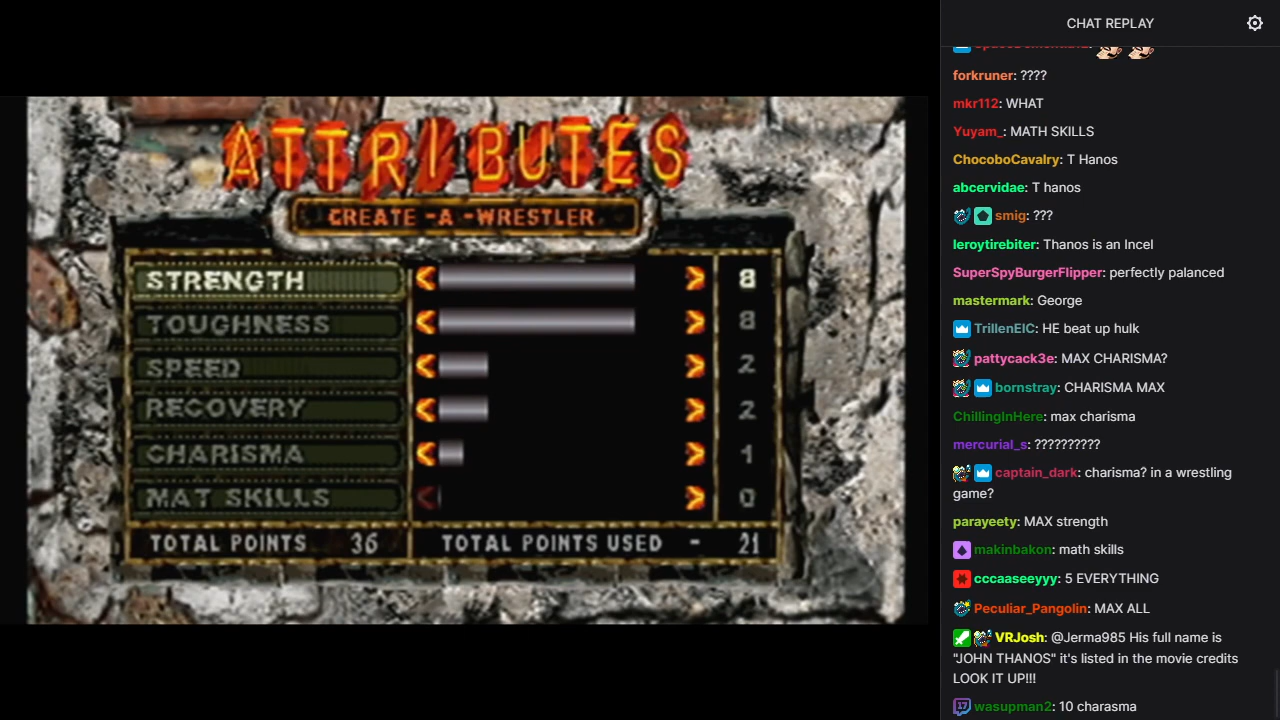 ATTRIBUTES
CREATE -A -WRESTLER
STRENGTH 8
TOUGHNESS 8
SPEED 2
RECOVERY 2
CHARISMA 1
MAT SKILLS 0
TOTAL POINTS 36 TOTAL POINTS USED - 21
CHAT REPLAY
forkruner: ????
mkr112: WHAT
Yuyam_: MATH SKILLS
ChocoboCavalry: T Hanos
abcervidae: T hanos
smig: ???
leroytirebiter: Thanos is an Incel
SuperSpyBurgerFlipper: perfectly palanced
mastermark: George
TrillenEIC: HE beat up hulk
pattycack3e: MAX CHARISMA?
bornstray: CHARISMA MAX
ChillingInHere: max charisma
mercurial_s: ??????????
captain_dark: charisma? in a wrestling
game?
parayeety: MAX strength
makinbakon: math skills
cccaaseeyyy: 5 EVERYTHING
Peculiar_Pangolin: MAX ALL
VRJosh: @Jerma985 His full name is
"JOHN THANOS" it's listed in the movie credits
LOOK IT UP!!!
17 wasupman2: 10 charasma